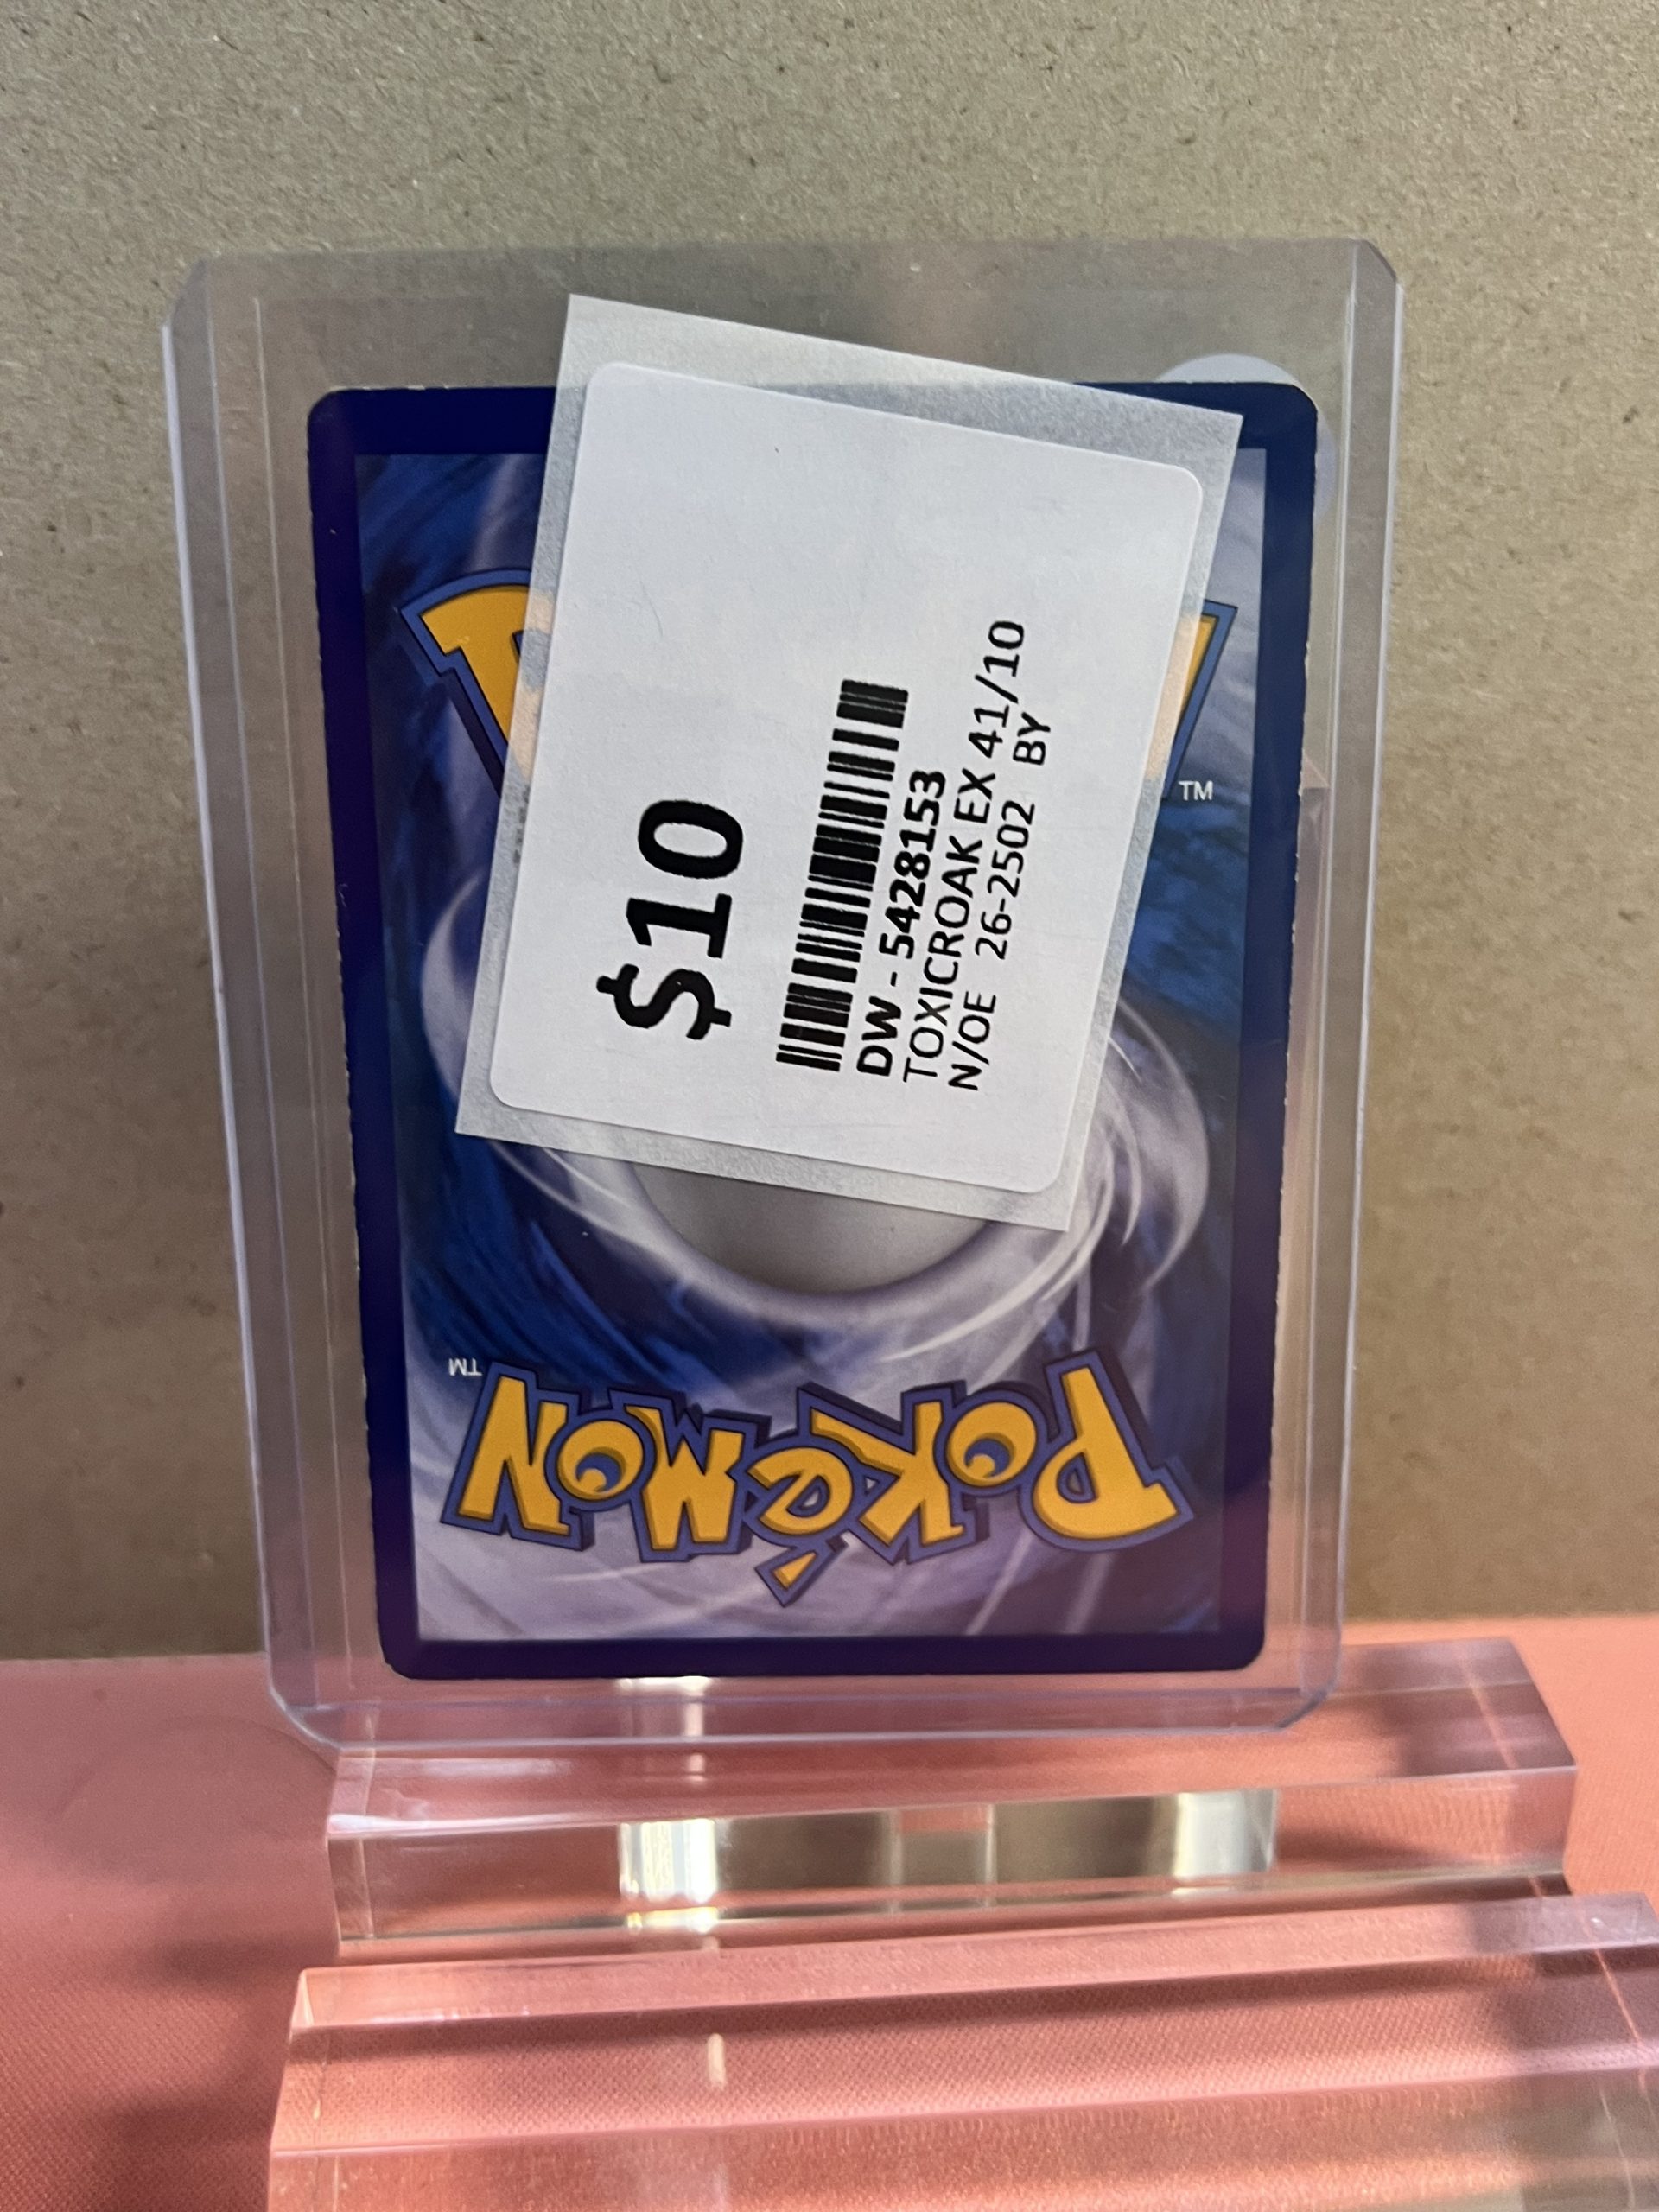 $10
DW - 5428153
TOXICROAK EX 41/10
N/OE 26-2502 BY
TM
TM
POKéMON